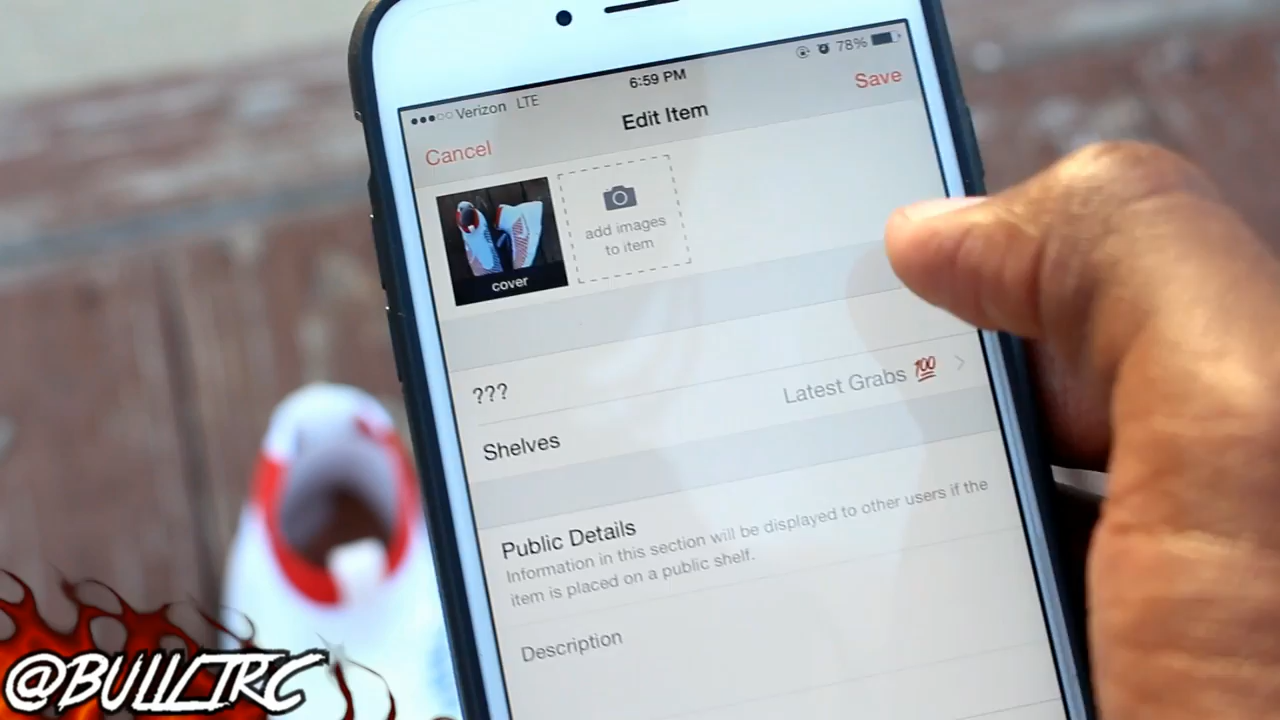 Verizon LTE
6:59 PM
78%
Cancel
Edit Item
Save
cover
add images
to item
???
Shelves
Latest Grabs 💯
Public Details
Information in this section will be displayed to other users if the
item is placed on a public shelf.
Description